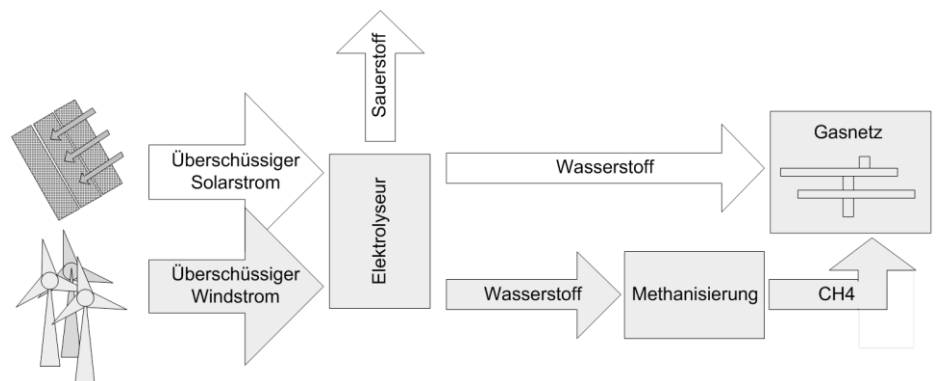 Sauerstoff
Gasnetz
Überschüssiger
Solarstrom
Wasserstoff
Elektrolyseur
Überschüssiger
Windstrom
Wasserstoff
Methanisierung
CH4